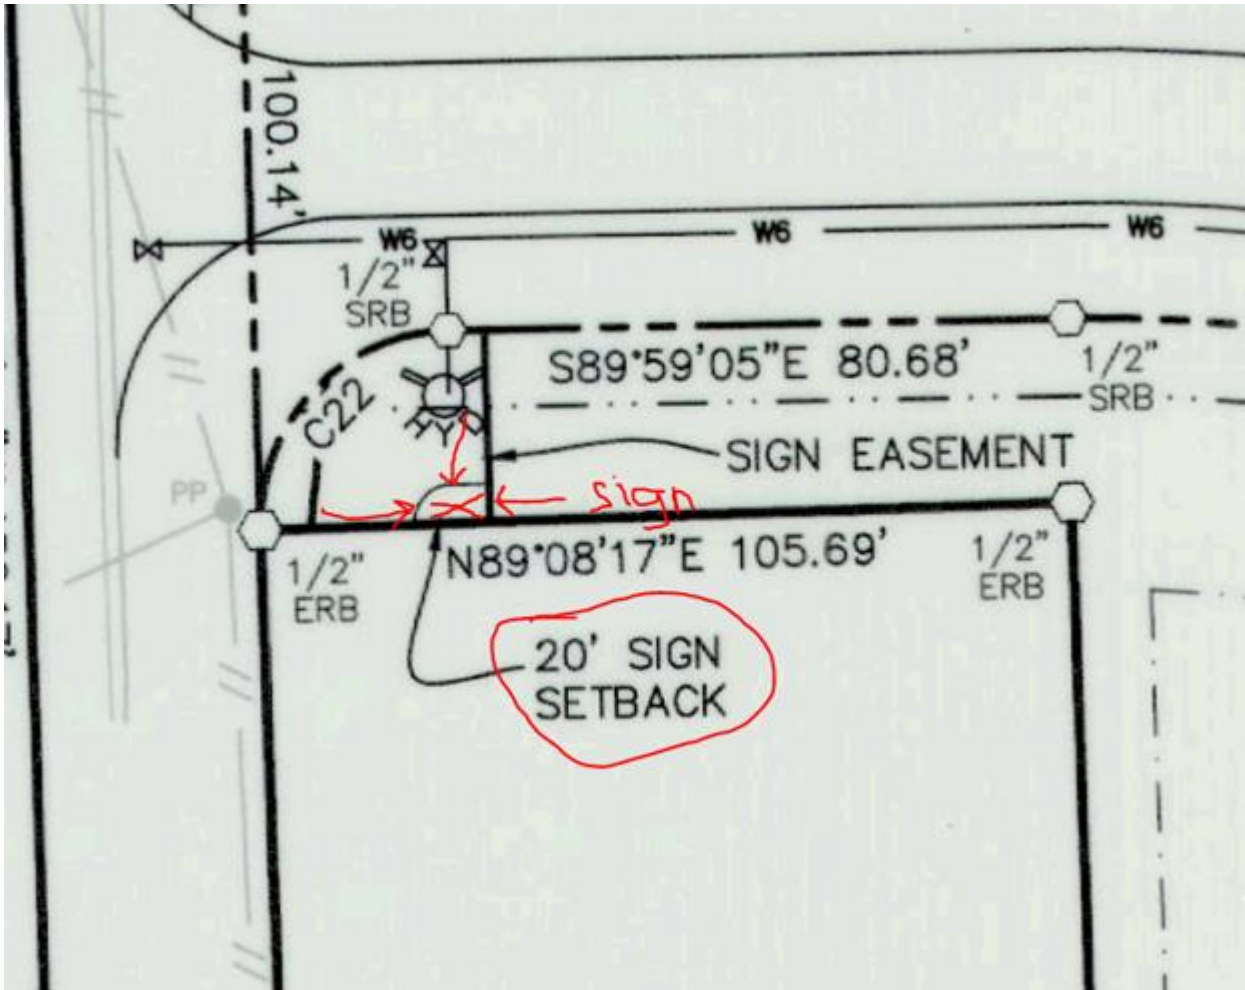 100.14'
W6
W6
W6
1/2"
SRB
S89°59'05"E 80.68'
1/2"
SRB
C22
HYD
SIGN EASEMENT
PP
sign
N89°08'17"E 105.69'
1/2"
ERB
1/2"
ERB
20' SIGN
SETBACK